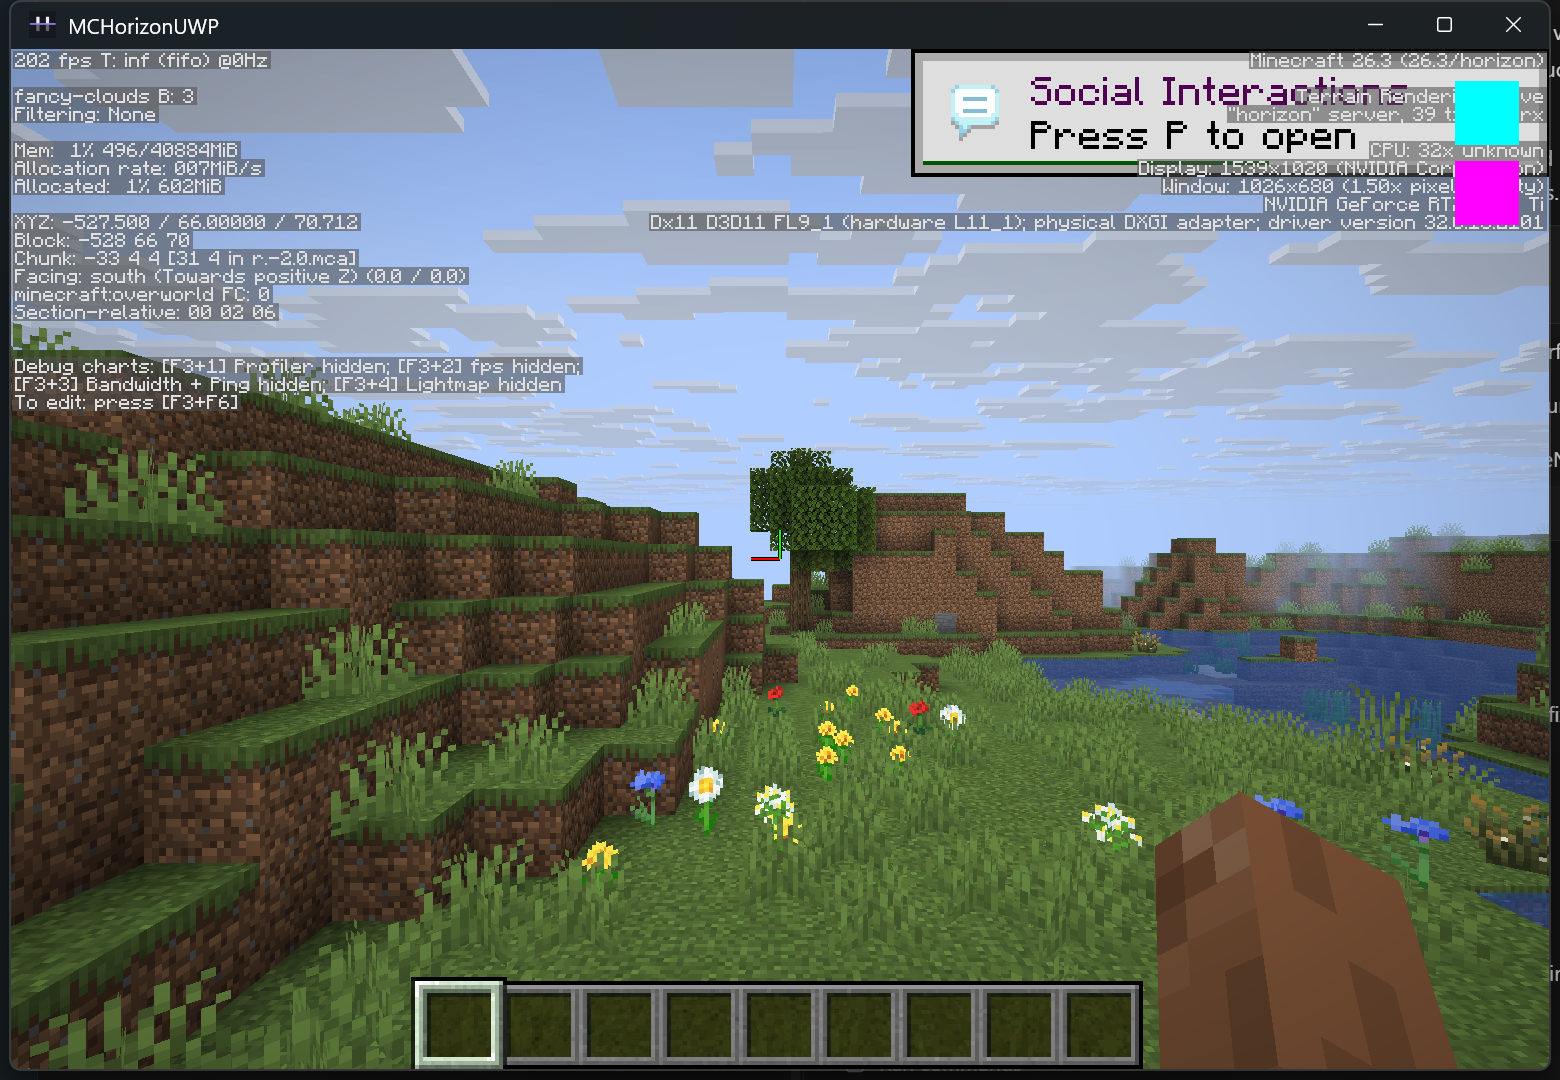 MCHorizonUWP
202 fps T: inf (fifo) @0Hz
fancy-clouds B: 3
Filtering: None
Mem: 1% 496/40884MiB
Allocation rate: 007MiB/s
Allocated: 1% 602MiB
XYZ: -527.500 / 66.00000 / 70.712
Block: -528 66 70
Chunk: -33 4 4 [31 4 in r.-2.0.mca]
Facing: south (Towards positive Z) (0.0 / 0.0)
minecraft:overworld FC: 0
Section-relative: 00 02 06
Debug charts: [F3+1] Profiler hidden; [F3+2] fps hidden;
[F3+3] Bandwidth + Ping hidden; [F3+4] Lightmap hidden
To edit: press [F3+F6]
Minecraft 26.3 (26.3/horizon)
Social Interactions
Terrain
Press P to open
"horizon" server, 39
CPU: 32x unknown
Display: 1539x1020 (NVIDIA
Window: 1026x680 (1.50x
NVIDIA GeForce Ti
Dx11 D3D11 FL9_1 (hardware L11_1); physical DXGI adapter; driver version